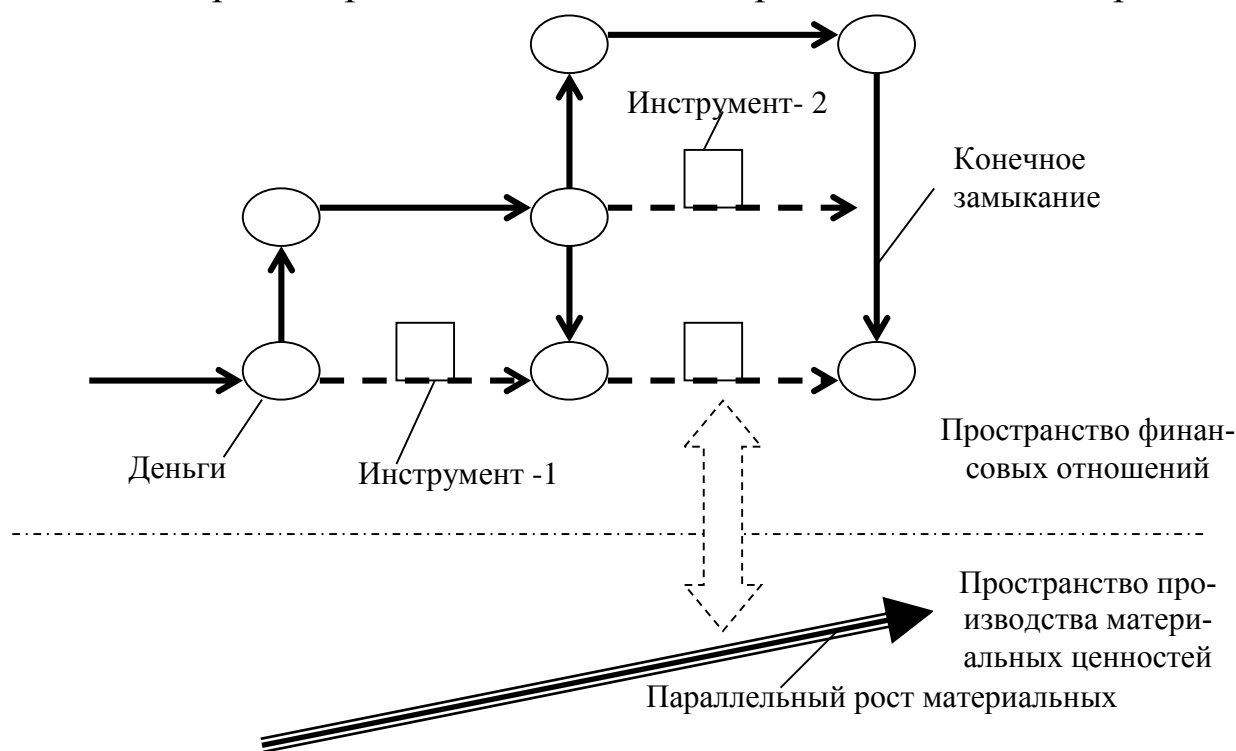 Инструмент- 2
Конечное
замыкание
Деньги
Инструмент -1
Пространство финан-
совых отношений
Пространство про-
изводства матери-
альных ценностей
Параллельный рост материальных